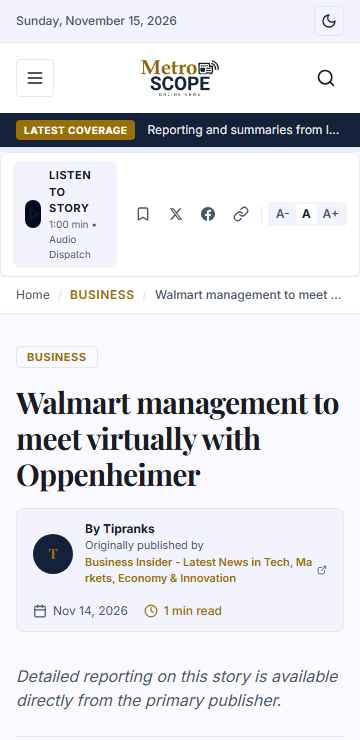 Sunday, November 15, 2026
Metro
SCOPE
ONLINE NEWS
LATEST COVERAGE
Reporting and summaries from l...
LISTEN
TO
STORY
1:00 min •
Audio
Dispatch
A-
A
A+
Home / BUSINESS / Walmart management to meet ...
BUSINESS
Walmart management to
meet virtually with
Oppenheimer
T
By Tipranks
Originally published by
Business Insider - Latest News in Tech, Ma
rkets, Economy & Innovation
Nov 14, 2026
1 min read
Detailed reporting on this story is available
directly from the primary publisher.